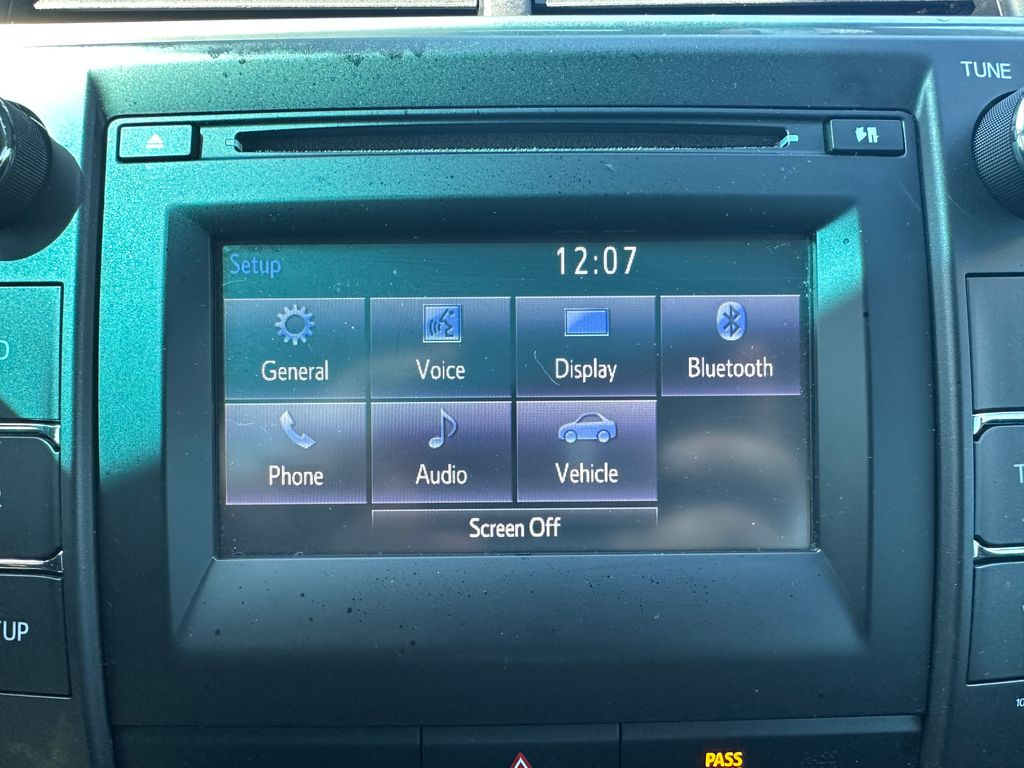 TUNE
Setup 12:07
General Voice Display Bluetooth
Phone Audio Vehicle
Screen Off
PASS